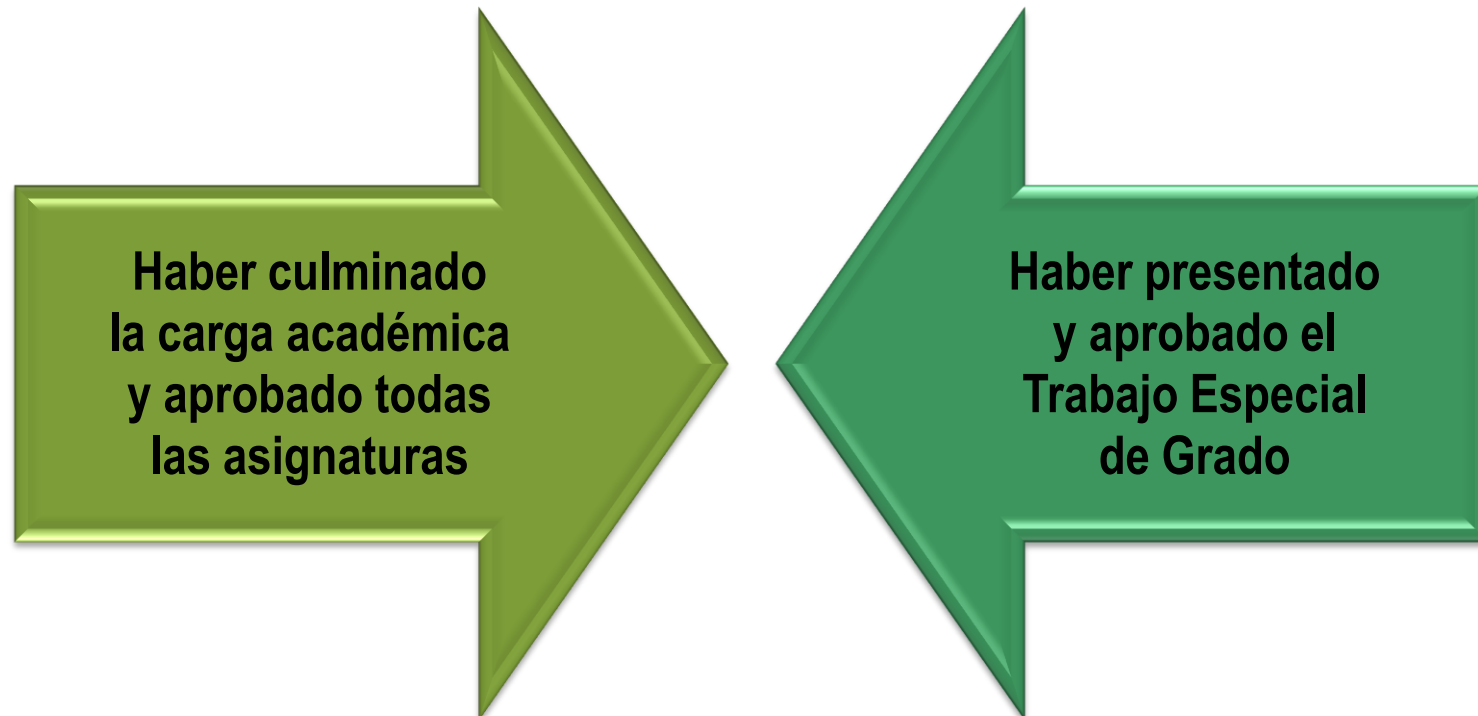 Haber culminado
la carga académica
y aprobado todas
las asignaturas
Haber presentado
y aprobado el
Trabajo Especial
de Grado